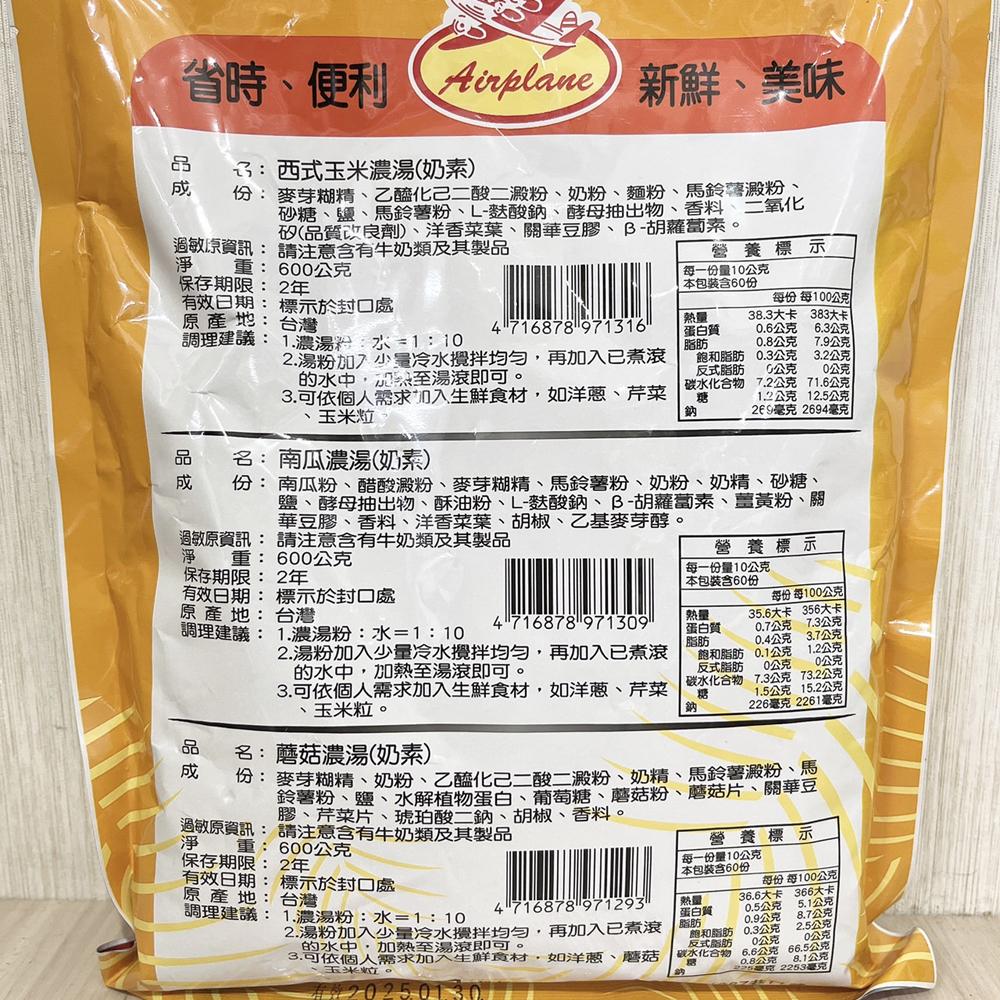 省時、便利
Airplane
新鮮、美味
品名：西式玉米濃湯(奶素)
成份：麥芽糊精、乙醯化己二酸二澱粉、奶粉、麵粉、馬鈴薯澱粉、
砂糖、鹽、馬鈴薯粉、L-麩酸鈉、酵母抽出物、香料、二氧化
矽(品質改良劑)、洋香菜葉、關華豆膠、β-胡蘿蔔素。
過敏原資訊：請注意含有牛奶類及其製品
淨重：600公克
保存期限：2年
有效日期：標示於封口處
原產地：台灣
調理建議：1.濃湯粉：水＝1：10
2.湯粉加入少量冷水攪拌均勻，再加入已煮滾
的水中，加熱至湯滾即可。
3.可依個人需求加入生鮮食材，如洋蔥、芹菜
、玉米粒
4 716878 971316
營養標示
每一份量10公克
本包裝含60份
每份 每100公克
熱量 38.3大卡 383大卡
蛋白質 0.6公克 6.3公克
脂肪 0.8公克 7.9公克
飽和脂肪 0.3公克 3.2公克
反式脂肪 0公克 0公克
碳水化合物 7.2公克 71.6公克
糖 1.2公克 12.5公克
鈉 269毫克 2694毫克
品名：南瓜濃湯(奶素)
成份：南瓜粉、醋酸澱粉、麥芽糊精、馬鈴薯粉、奶粉、奶精、砂糖、
鹽、酵母抽出物、酥油粉、L-麩酸鈉、β-胡蘿蔔素、薑黃粉、關
華豆膠、香料、洋香菜葉、胡椒、乙基麥芽醇。
過敏原資訊：請注意含有牛奶類及其製品
淨重：600公克
保存期限：2年
有效日期：標示於封口處
原產地：台灣
調理建議：1.濃湯粉：水＝1：10
2.湯粉加入少量冷水攪拌均勻，再加入已煮滾
的水中，加熱至湯滾即可。
3.可依個人需求加入生鮮食材，如洋蔥、芹菜
、玉米粒。
4 716878 971309
營養標示
每一份量10公克
本包裝含60份
每份 每100公克
熱量 35.6大卡 356大卡
蛋白質 0.7公克 7.3公克
脂肪 0.4公克 3.7公克
飽和脂肪 0.1公克 1.2公克
反式脂肪 0公克 0公克
碳水化合物 7.3公克 73.2公克
糖 1.5公克 15.2公克
鈉 226毫克 2261毫克
品名：蘑菇濃湯(奶素)
成份：麥芽糊精、奶粉、乙醯化己二酸二澱粉、奶精、馬鈴薯澱粉、馬
鈴薯粉、鹽、水解植物蛋白、葡萄糖、蘑菇粉、蘑菇片、關華豆
膠、芹菜片、琥珀酸二鈉、胡椒、香料。
過敏原資訊：請注意含有牛奶類及其製品
淨重：600公克
保存期限：2年
有效日期：標示於封口處
原產地：台灣
調理建議：1.濃湯粉：水＝1：10
2.湯粉加入少量冷水攪拌均勻，再加入已煮滾
的水中，加熱至湯滾即可。
3.可依個人需求加入生鮮食材，如洋蔥、蘑菇
、玉米粒。
4 716878 971293
營養標示
每一份量10公克
本包裝含60份
每份 每100公克
熱量 36.6大卡 366大卡
蛋白質 0.5公克 5.1公克
脂肪 0.9公克 8.7公克
飽和脂肪 0.3公克 2.5公克
反式脂肪 0公克 0公克
碳水化合物 6.6公克 66.5公克
糖 0.8公克 8.1公克
鈉 225毫克 2253毫克
有效2025.01.30